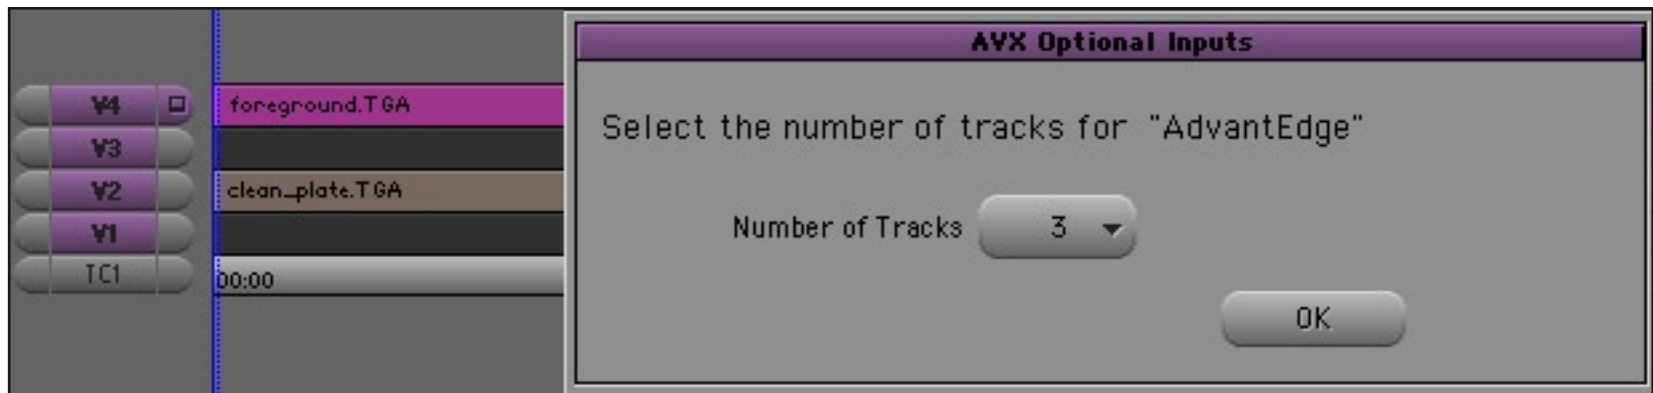 V4
foreground.TGA
V3
V2
clean_plate.TGA
V1
TC1
00:00
AVX Optional Inputs
Select the number of tracks for "AdvantEdge"
Number of Tracks
3
OK